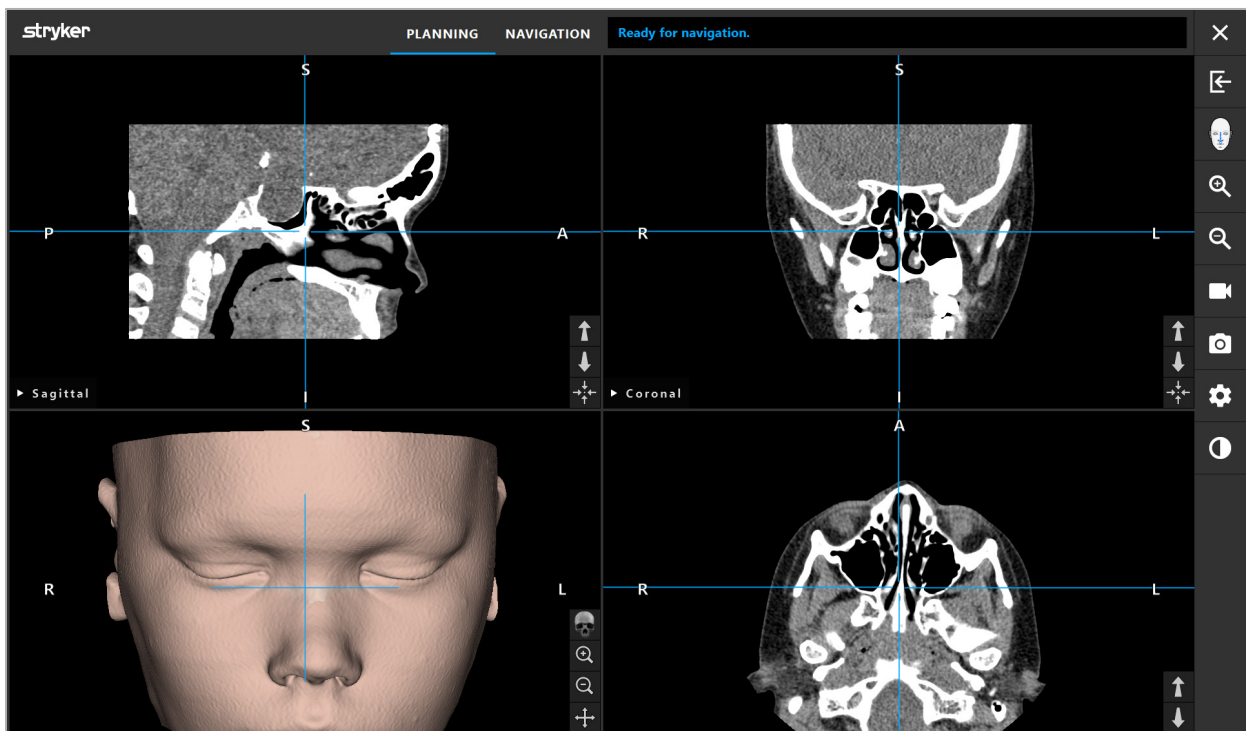 stryker
PLANNING NAVIGATION Ready for navigation.
S
P A
I
Sagittal
S
R L
I
Coronal
S
R L
A
R L